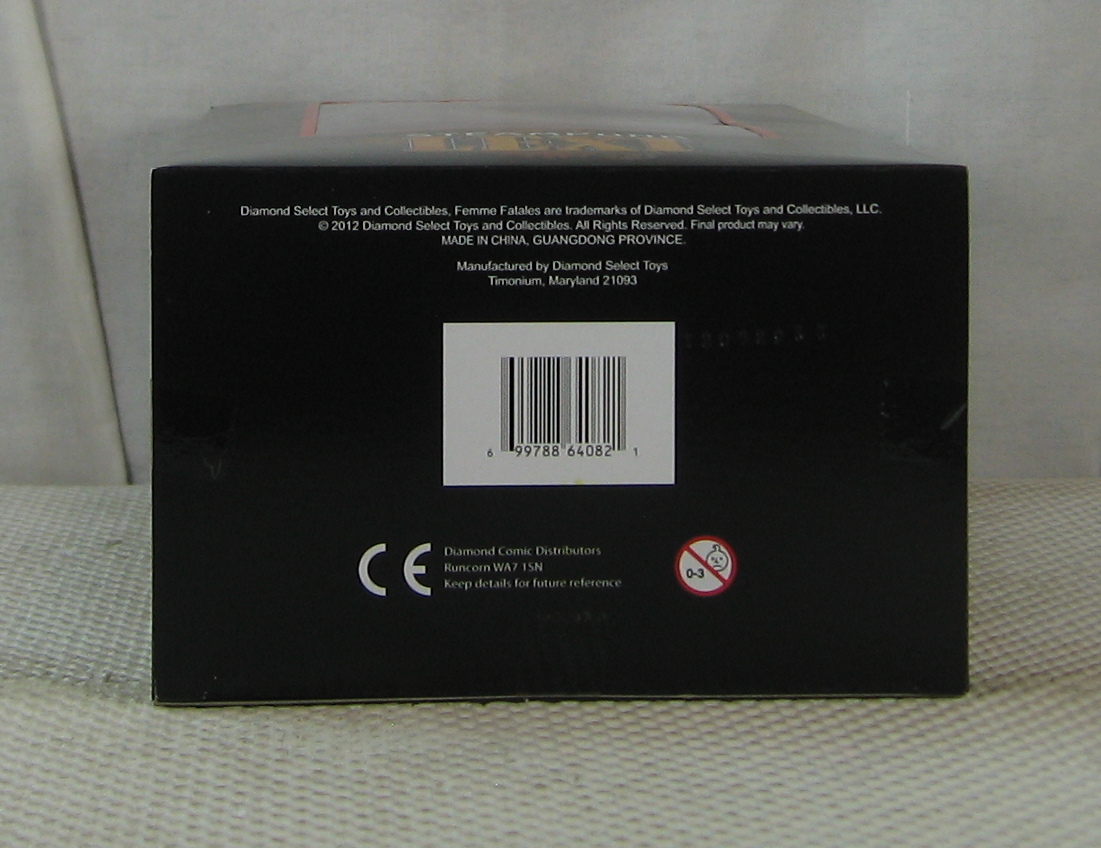 LEXI
Diamond Select Toys and Collectibles, Femme Fatales are trademarks of Diamond Select Toys and Collectibles, LLC.
© 2012 Diamond Select Toys and Collectibles. All Rights Reserved. Final product may vary.
MADE IN CHINA, GUANGDONG PROVINCE.
Manufactured by Diamond Select Toys
Timonium, Maryland 21093
6 99788 64082 1
CE
Diamond Comic Distributors
Runcorn WA7 1SN
Keep details for future reference
0-3